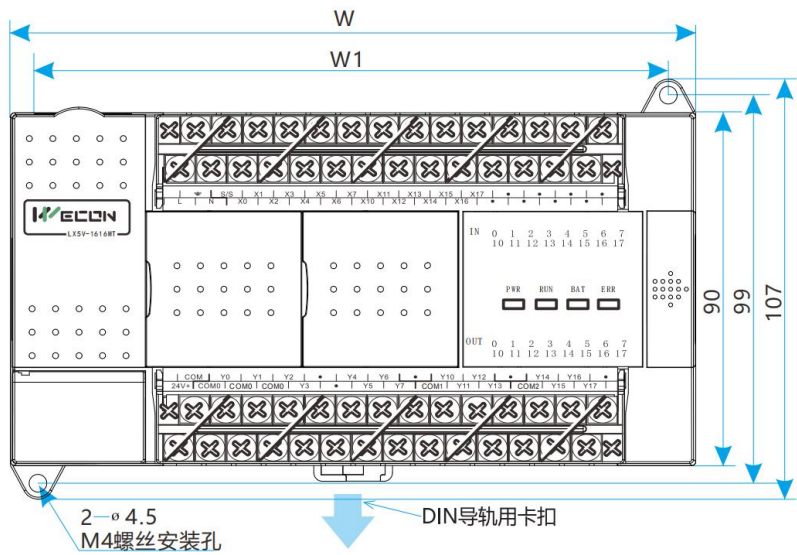 W
W1
S/S X1 X3 X5 X7 X11 X13 X15 X17 • • • •
L N X0 X2 X4 X6 X10 X12 X14 X16 • • • •
WECON
LX5V-1616MT
IN 0 1 2 3 4 5 6 7
10 11 12 13 14 15 16 17
PWR RUN BAT ERR
OUT 0 1 2 3 4 5 6 7
10 11 12 13 14 15 16 17
90
99
107
COM Y0 Y1 Y2 • Y4 Y6 • Y10 Y12 • Y14 Y16 •
24V+ COM0 COM0 COM0 Y3 • Y5 Y7 COM1 Y11 Y13 COM2 Y15 Y17
2—ø 4.5
M4螺丝安装孔
DIN导轨用卡扣